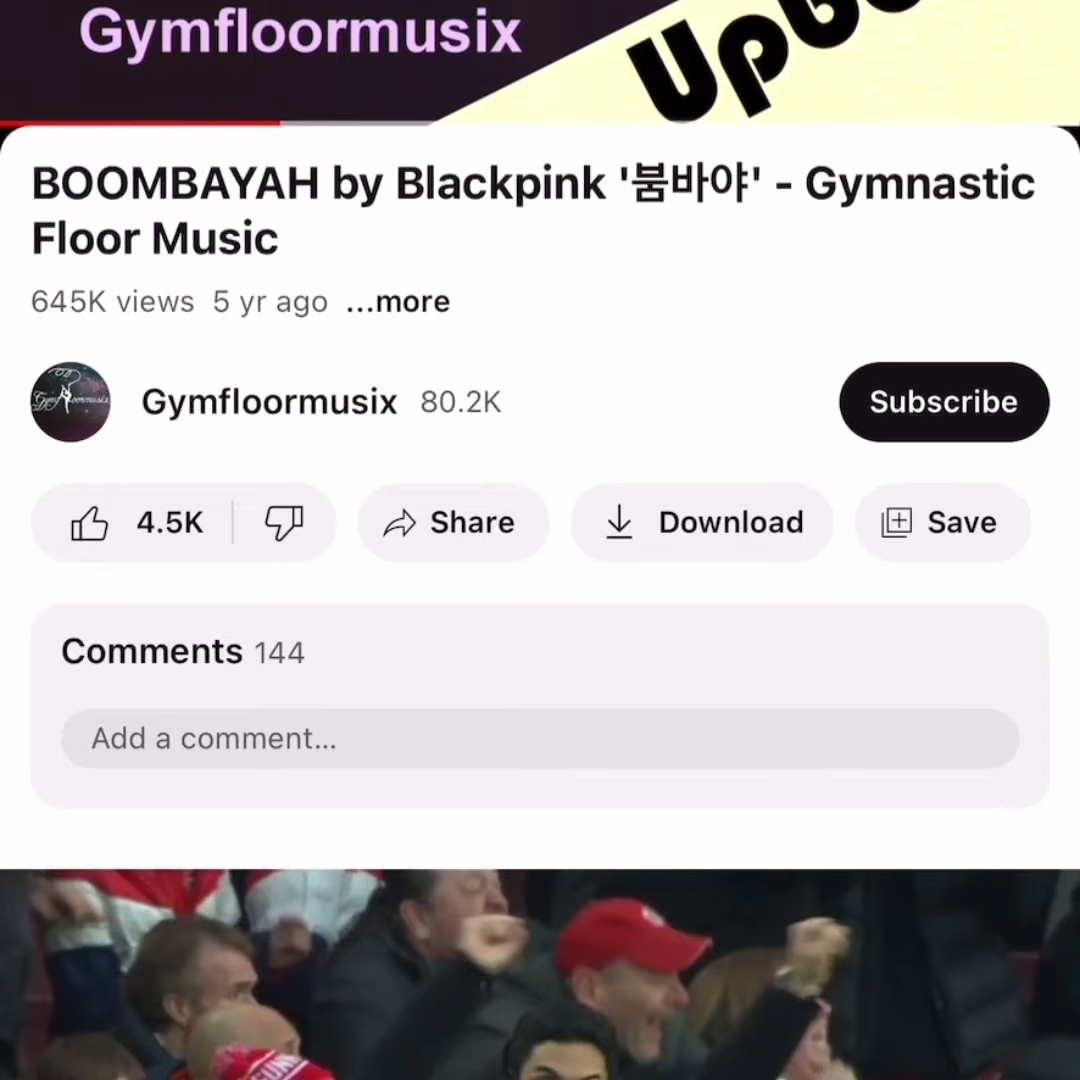 Gymfloormusix
BOOMBAYAH by Blackpink '붐바야' - Gymnastic
Floor Music
645K views 5 yr ago ...more
Gymfloormusix 80.2K
Subscribe
4.5K
Share
Download
Save
Comments 144
Add a comment...